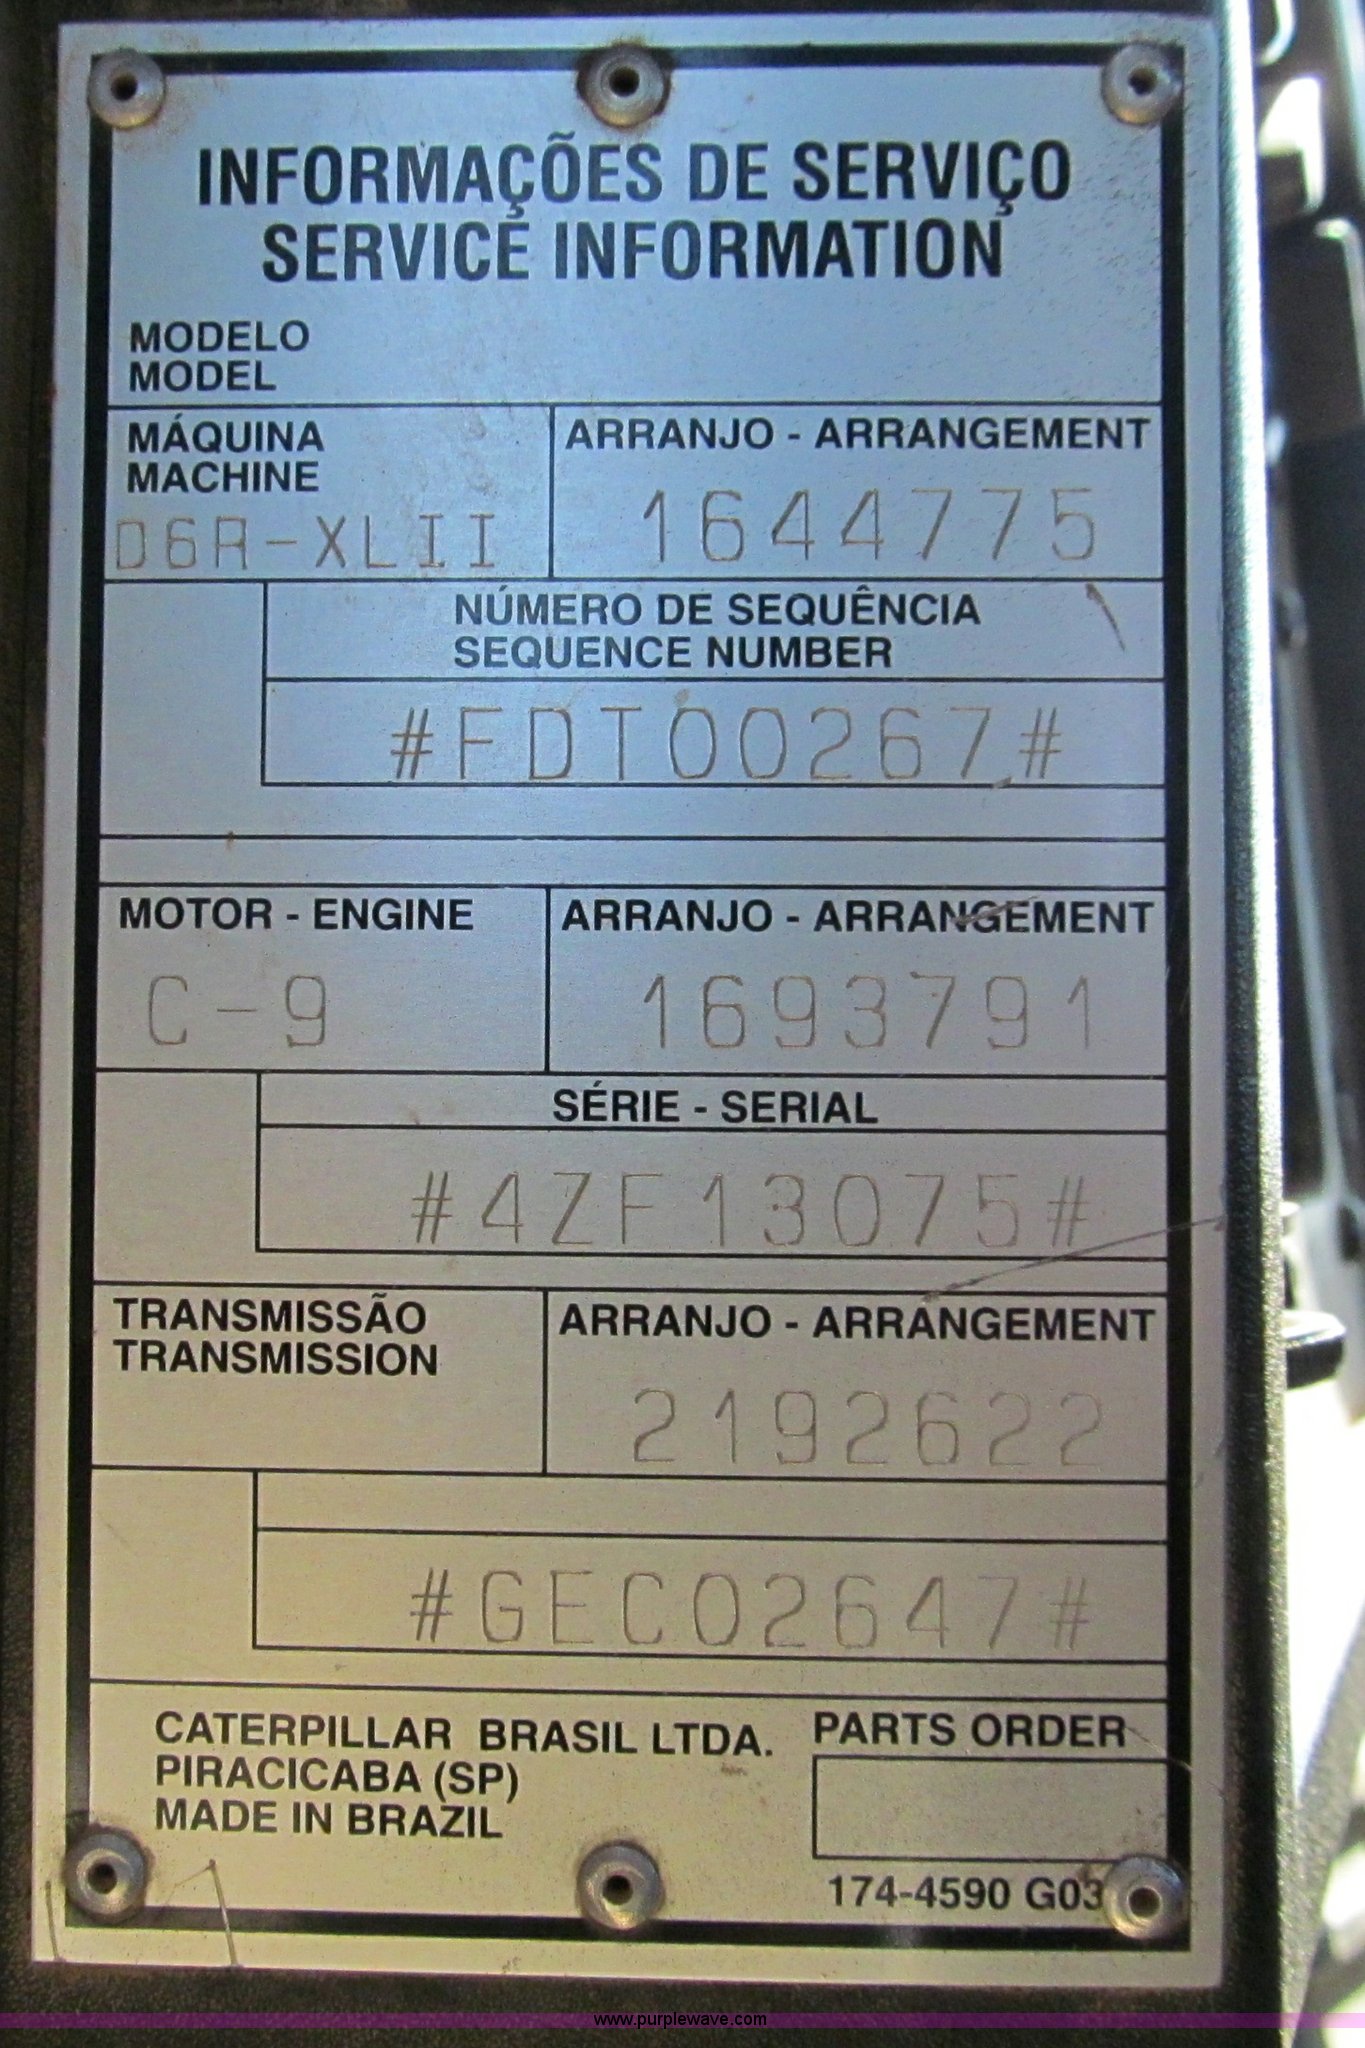 INFORMAÇÕES DE SERVIÇO
SERVICE INFORMATION
MODELO
MODEL
MÁQUINA
MACHINE
D6R-XLII
ARRANJO - ARRANGEMENT
1644775
NÚMERO DE SEQUÊNCIA
SEQUENCE NUMBER
#FDT00267#
MOTOR - ENGINE
C-9
ARRANJO - ARRANGEMENT
1693791
SÉRIE - SERIAL
#4ZF13075#
TRANSMISSÃO
TRANSMISSION
ARRANJO - ARRANGEMENT
2192622
#GEC02647#
CATERPILLAR BRASIL LTDA.
PIRACICABA (SP)
MADE IN BRAZIL
PARTS ORDER
174-4590 G03
www.purplewave.com